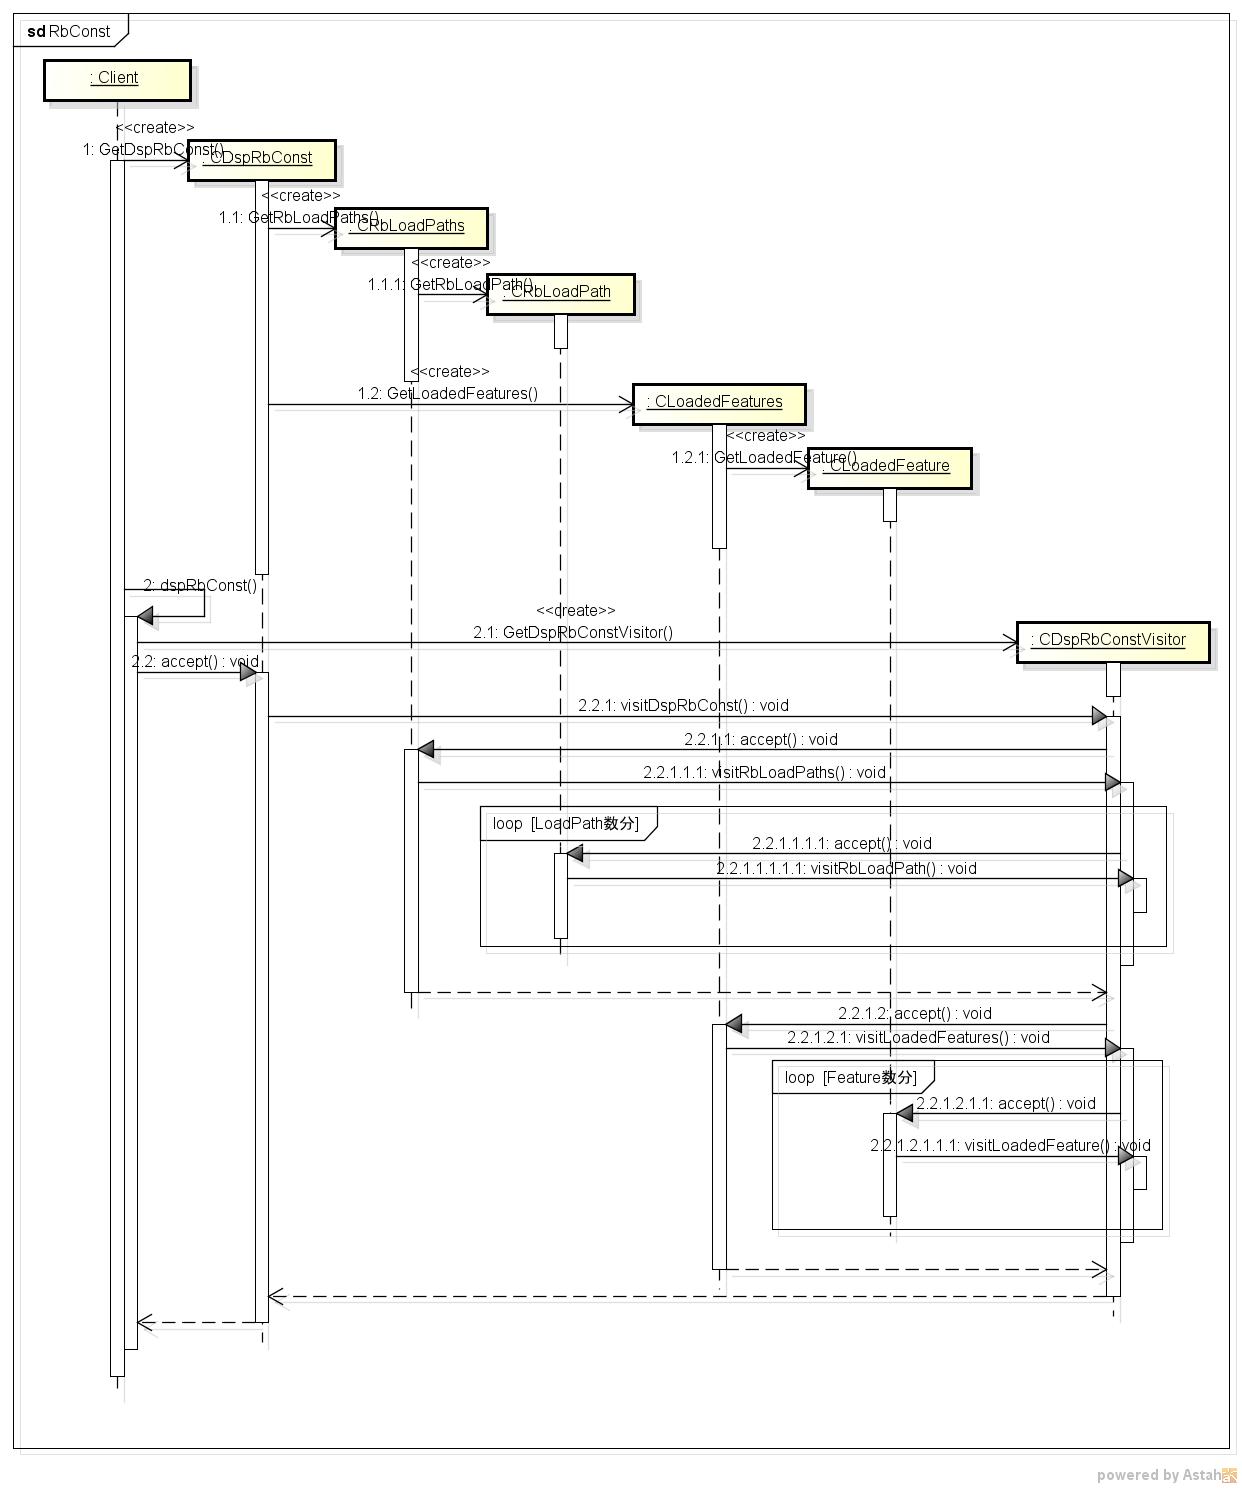 sd RbConst
: Client
<<create>>
1: GetDspRbConst()
: CDspRbConst
<<create>>
1.1: GetRbLoadPaths()
: CRbLoadPaths
<<create>>
1.1.1: GetRbLoadPath()
: CRbLoadPath
<<create>>
1.2: GetLoadedFeatures()
: CLoadedFeatures
<<create>>
1.2.1: GetLoadedFeature()
: CLoadedFeature
2: dspRbConst()
<<create>>
2.1: GetDspRbConstVisitor()
: CDspRbConstVisitor
2.2: accept() : void
2.2.1: visitDspRbConst() : void
2.2.1.1: accept() : void
2.2.1.1.1: visitRbLoadPaths() : void
loop [LoadPath数分]
2.2.1.1.1.1: accept() : void
2.2.1.1.1.1.1: visitRbLoadPath() : void
2.2.1.2: accept() : void
2.2.1.2.1: visitLoadedFeatures() : void
loop [Feature数分]
2.2.1.2.1.1: accept() : void
2.2.1.2.1.1.1: visitLoadedFeature() : void
powered by Astah